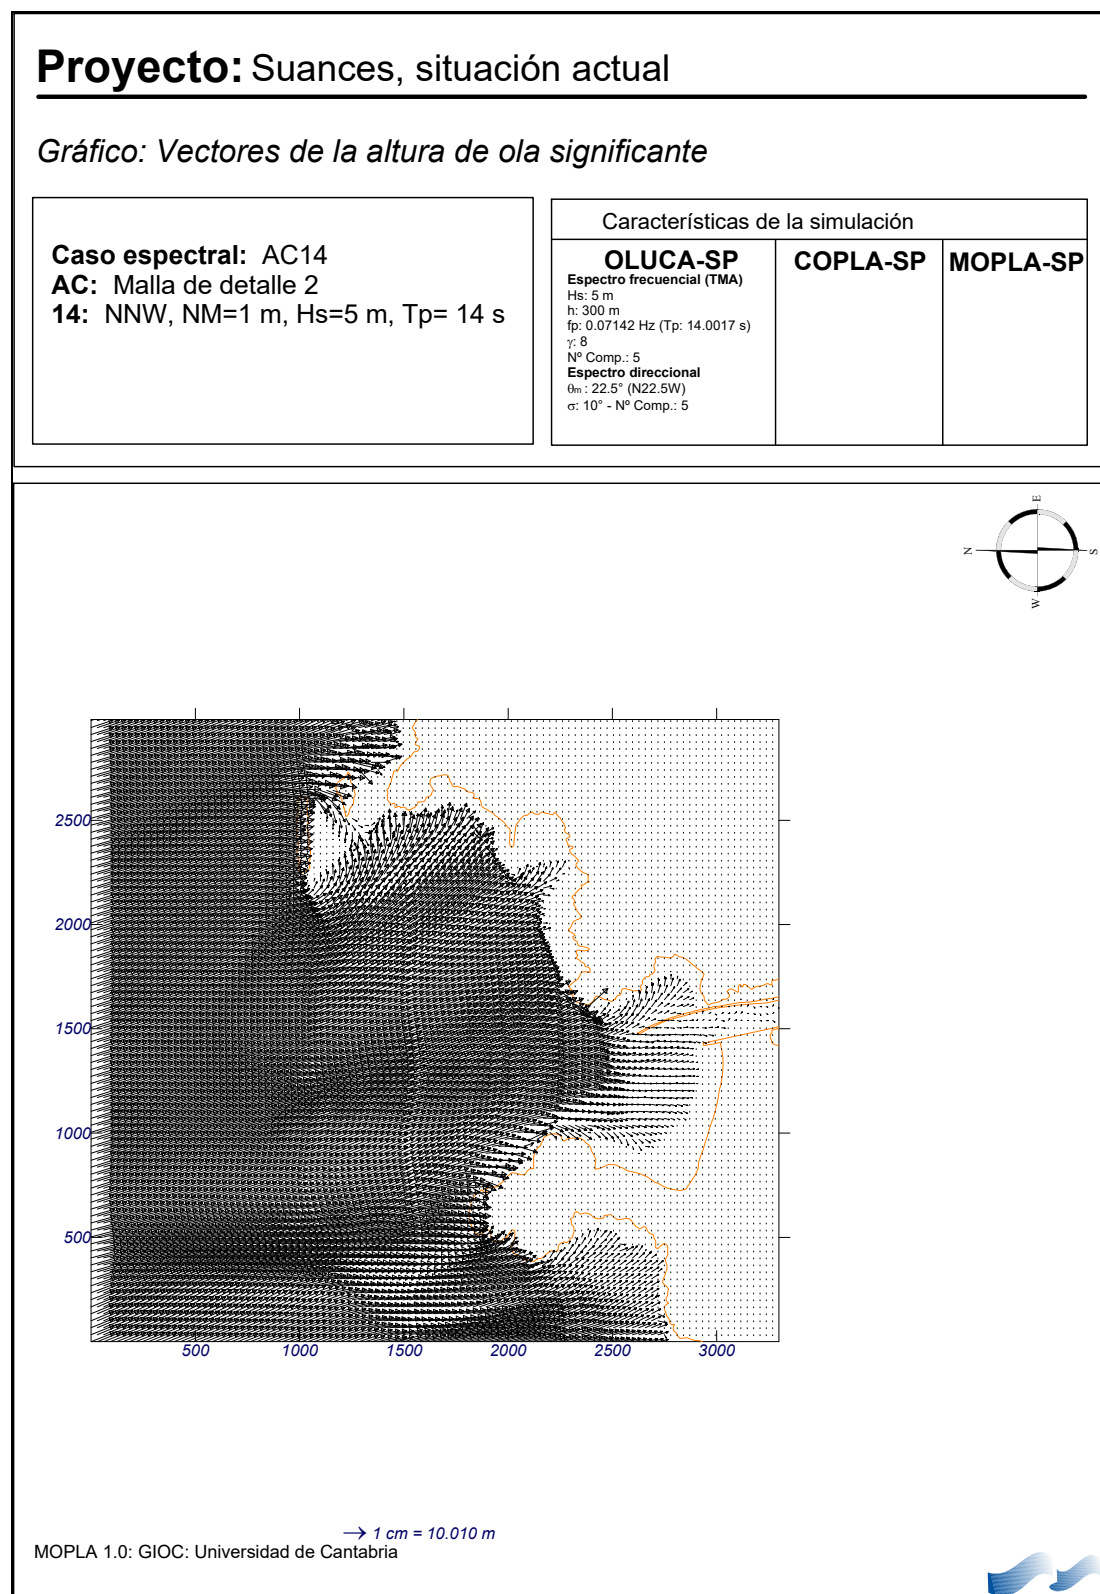 Proyecto: Suances, situación actual
Gráfico: Vectores de la altura de ola significante
Caso espectral: AC14
AC: Malla de detalle 2
14: NNW, NM=1 m, Hs=5 m, Tp= 14 s
Características de la simulación
OLUCA-SP
Espectro frecuencial (TMA)
Hs: 5 m
h: 300 m
fp: 0.07142 Hz (Tp: 14.0017 s)
γ: 8
Nº Comp.: 5
Espectro direccional
θm : 22.5° (N22.5W)
σ: 10° - Nº Comp.: 5
COPLA-SP
MOPLA-SP
E
N
S
W
2500
2000
1500
1000
500
500 1000 1500 2000 2500 3000
1 cm = 10.010 m
MOPLA 1.0: GIOC: Universidad de Cantabria